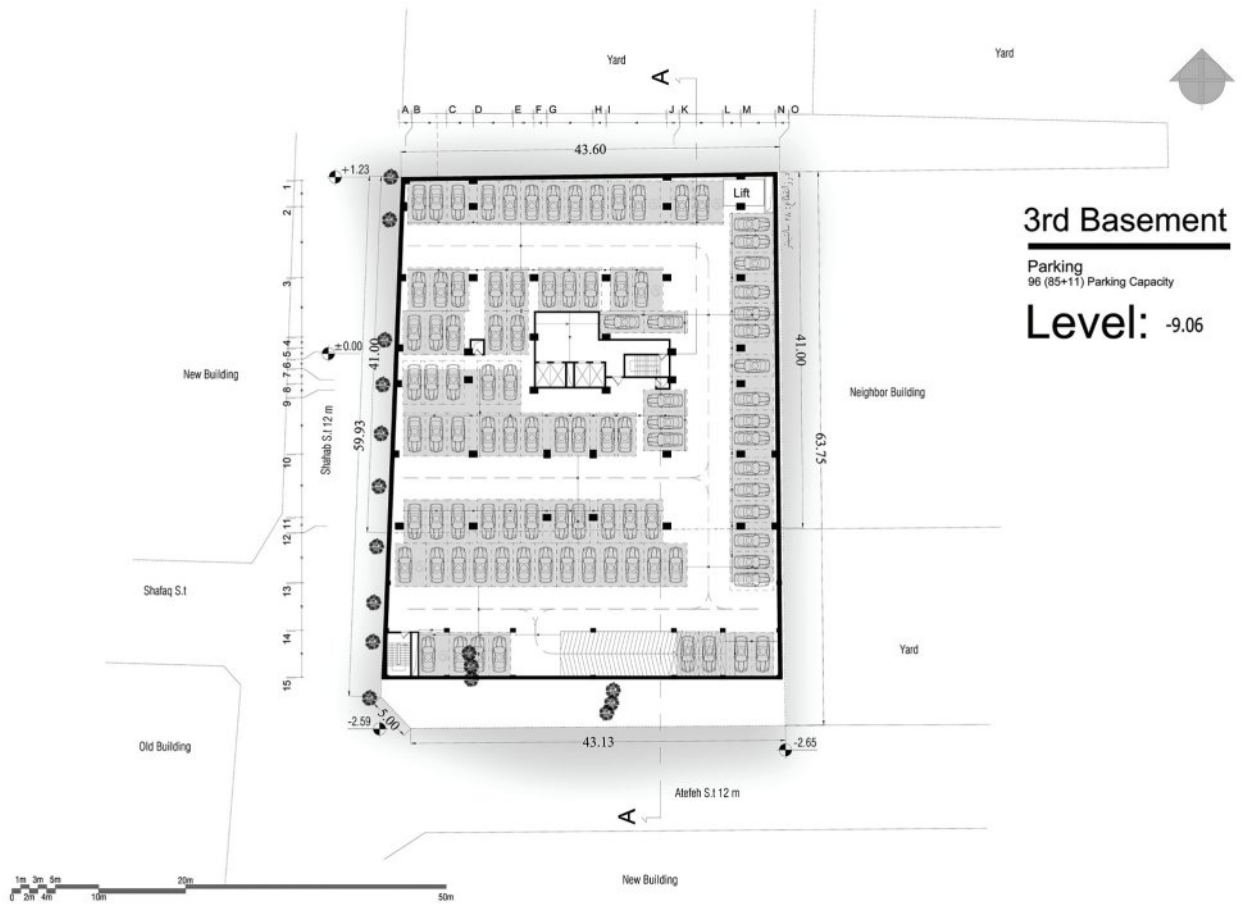 Yard
Yard
A
A B C D E F G H I J K L M N O
43.60
+1.23
1
2
3
4
5
6
7
8
9
10
11
12
13
14
15
Lift
3rd Basement
Parking
96 (85+11) Parking Capacity
Level: -9.06
±0.00
41.00
41.00
New Building
Neighbor Building
Shahab S.t 12 m
59.93
63.75
Shafaq S.t
Yard
-2.59
5.00
43.13
-2.65
Old Building
Atefeh S.t 12 m
A
New Building
1m 3m 5m 20m
0 2m 4m 10m 50m